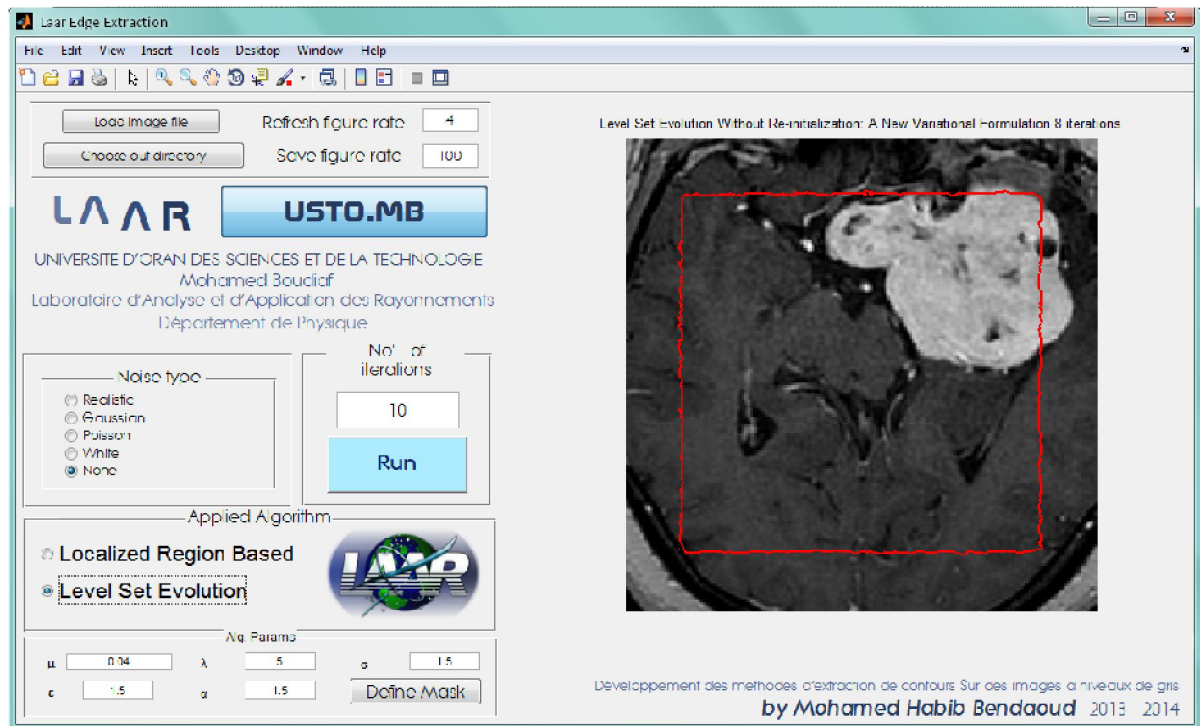 Laar Edge Extraction
File Edit View Insert Tools Desktop Window Help
Load image file
Refresh figure rate
4
Choose out directory
Save figure rate
100
LAAR
USTO.MB
UNIVERSITE D'ORAN DES SCIENCES ET DE LA TECHNOLOGIE
Mohamed Boudiaf
Laboratoire d'Analyse et d'Application des Rayonnements
Département de Physique
Noise type
Realistic
Gaussian
Poisson
White
None
No' of
iterations
10
Run
Applied Algorithm
Localized Region Based
Level Set Evolution
LAAR
Alg Params
μ 0.04 λ 5 σ 1.5
ε 1.5 α 1.5 Define Mask
Level Set Evolution Without Re-initialization: A New Variational Formulation 8 iterations
Développement des méthodes d'extraction de contours Sur des images a niveaux de gris
by Mohamed Habib Bendaoud 2013 2014